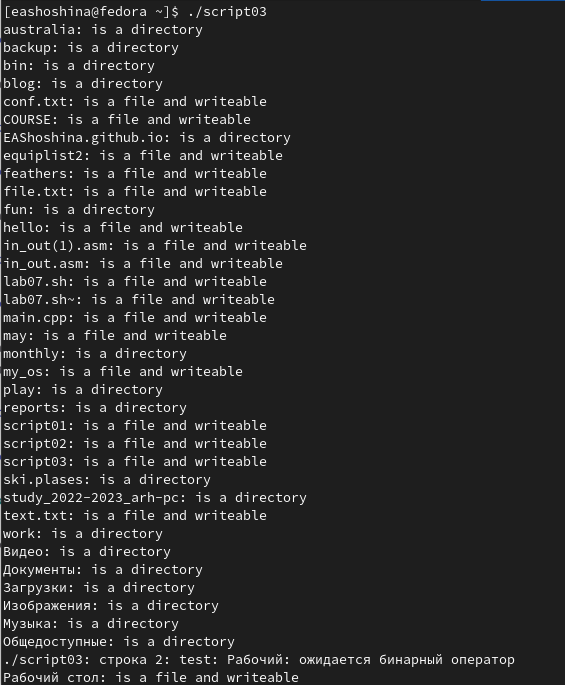 [eashoshina@fedora ~]$ ./script03
australia: is a directory
backup: is a directory
bin: is a directory
blog: is a directory
conf.txt: is a file and writeable
COURSE: is a file and writeable
EAShoshina.github.io: is a directory
equiplist2: is a file and writeable
feathers: is a file and writeable
file.txt: is a file and writeable
fun: is a directory
hello: is a file and writeable
in_out(1).asm: is a file and writeable
in_out.asm: is a file and writeable
lab07.sh: is a file and writeable
lab07.sh~: is a file and writeable
main.cpp: is a file and writeable
may: is a file and writeable
monthly: is a directory
my_os: is a file and writeable
play: is a directory
reports: is a directory
script01: is a file and writeable
script02: is a file and writeable
script03: is a file and writeable
ski.plases: is a directory
study_2022-2023_arh-pc: is a directory
text.txt: is a file and writeable
work: is a directory
Видео: is a directory
Документы: is a directory
Загрузки: is a directory
Изображения: is a directory
Музыка: is a directory
Общедоступные: is a directory
./script03: строка 2: test: Рабочий: ожидается бинарный оператор
Рабочий стол: is a file and writeable